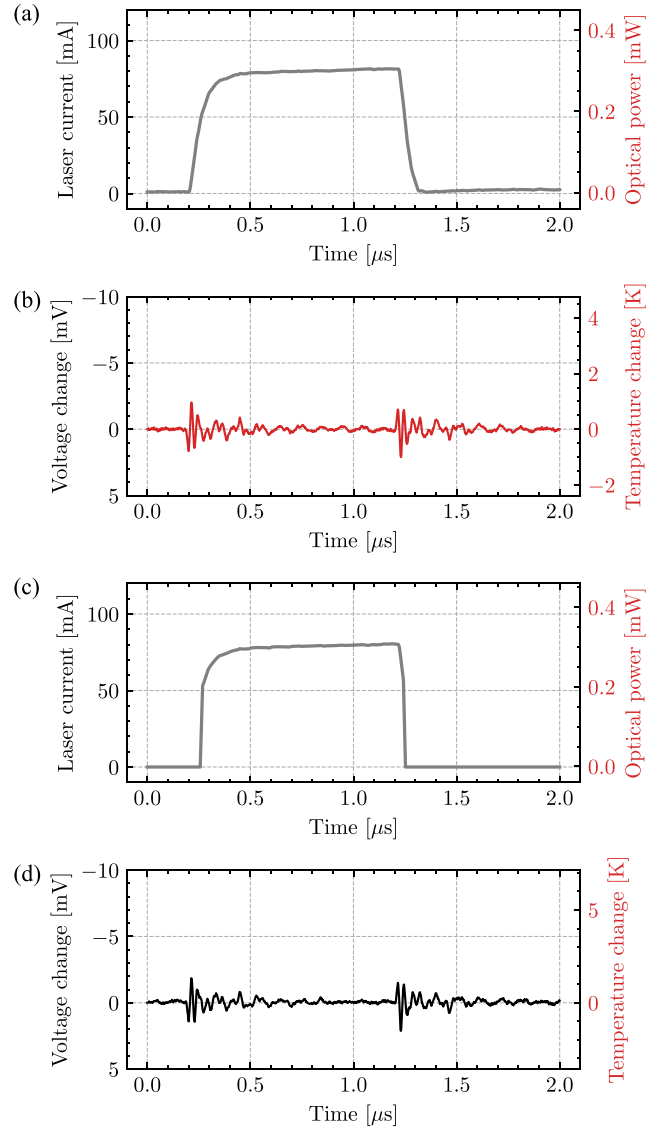 (a)
Laser current [mA]
100
50
0
0.4
0.2
0.0
Optical power [mW]
0.0 0.5 1.0 1.5 2.0
Time [μs]
(b)
Voltage change [mV]
−10
−5
0
5
4
2
0
−2
Temperature change [K]
0.0 0.5 1.0 1.5 2.0
Time [μs]
(c)
Laser current [mA]
100
50
0
0.4
0.2
0.0
Optical power [mW]
0.0 0.5 1.0 1.5 2.0
Time [μs]
(d)
Voltage change [mV]
−10
−5
0
5
5
0
Temperature change [K]
0.0 0.5 1.0 1.5 2.0
Time [μs]